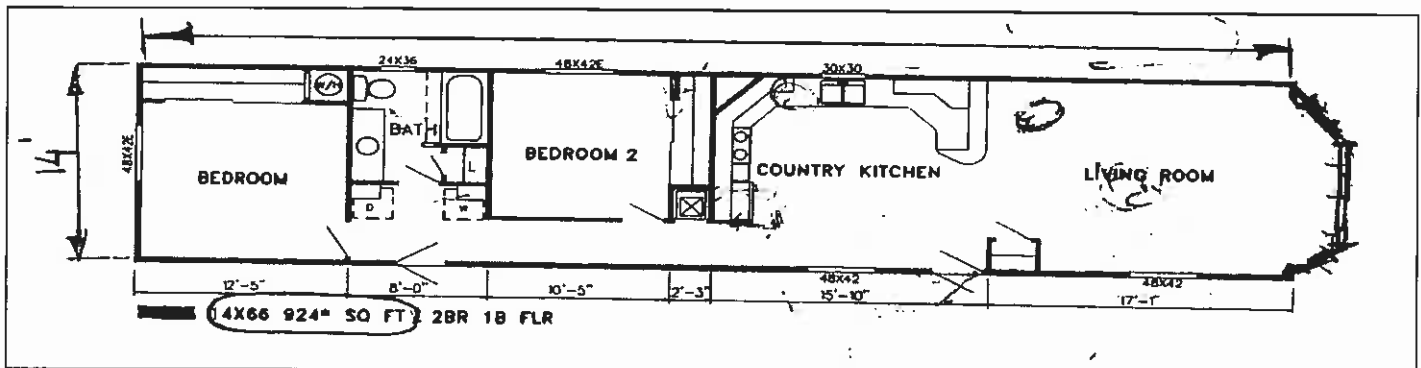 24X36
48X42E
30X30
W/H
48X42E
14'
BATH
BEDROOM
BEDROOM 2
COUNTRY KITCHEN
LIVING ROOM
L
D
W
48X42
48X42
12'-5"
8'-0"
10'-5"
2'-3"
15'-10"
17'-1"
14X66 924* SQ FT 2BR 1B FLR